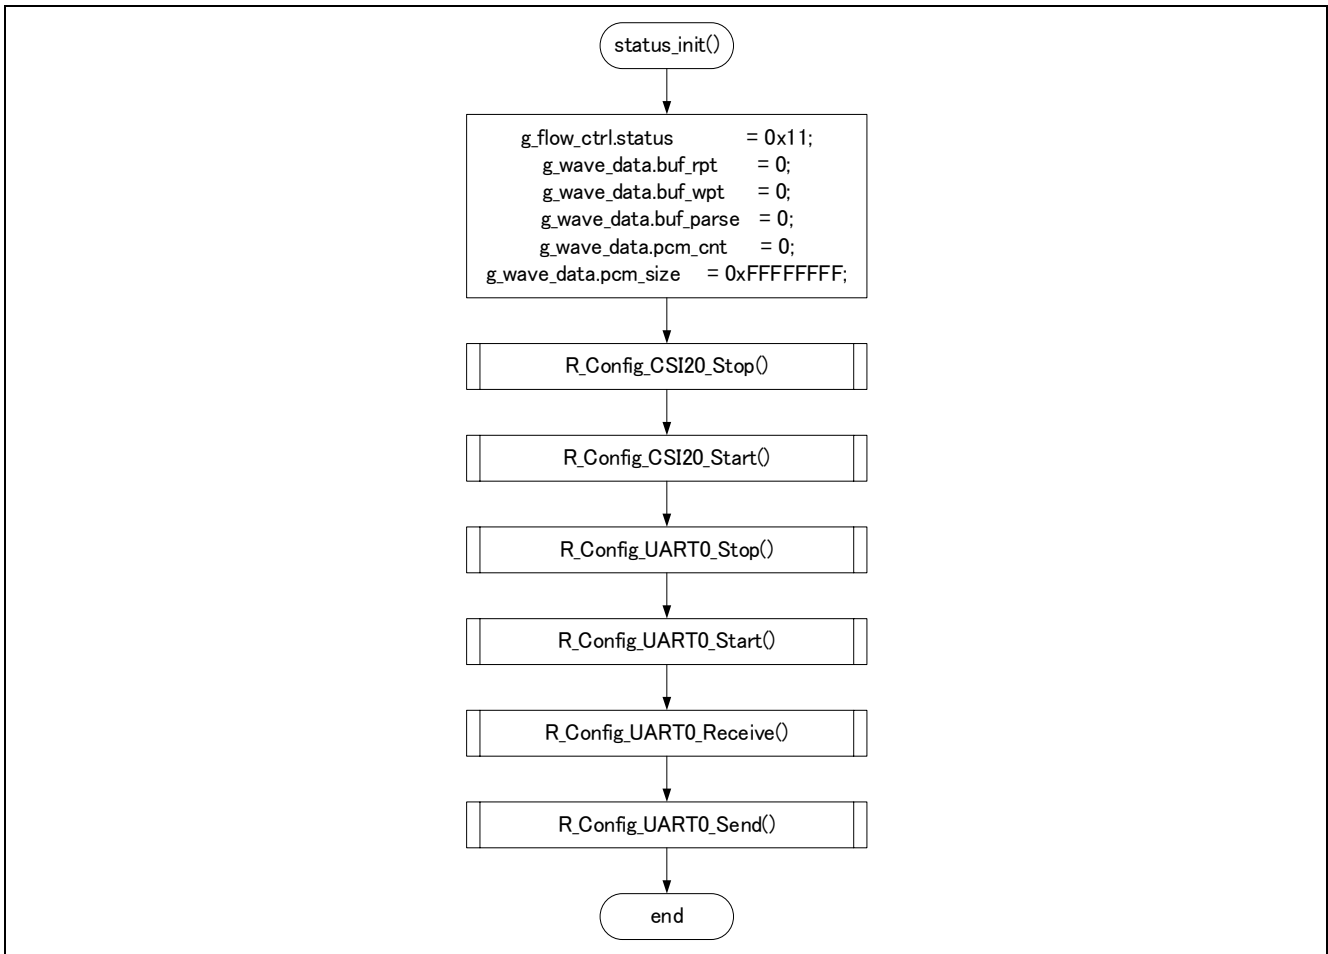 status_init()
g_flow_ctrl.status = 0x11;
g_wave_data.buf_rpt = 0;
g_wave_data.buf_wpt = 0;
g_wave_data.buf_parse = 0;
g_wave_data.pcm_cnt = 0;
g_wave_data.pcm_size = 0xFFFFFFFF;
R_Config_CSI20_Stop()
R_Config_CSI20_Start()
R_Config_UART0_Stop()
R_Config_UART0_Start()
R_Config_UART0_Receive()
R_Config_UART0_Send()
end